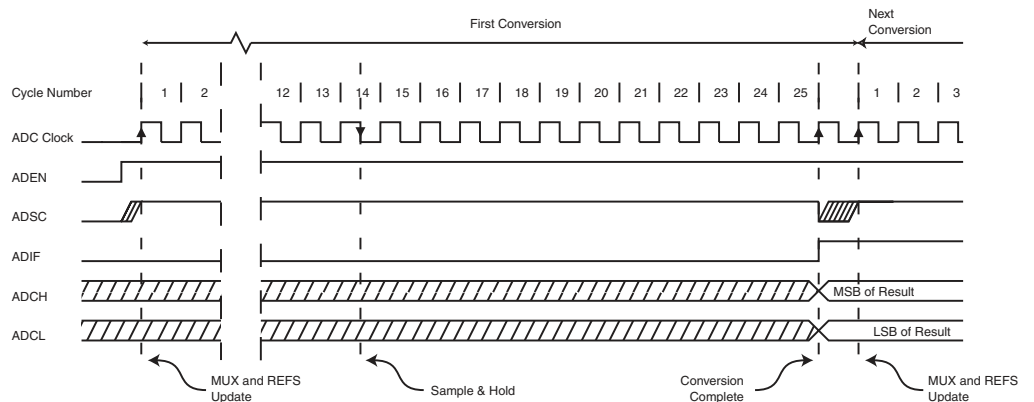 First Conversion
Next
Conversion
Cycle Number 1 2 12 13 14 15 16 17 18 19 20 21 22 23 24 25 1 2 3
ADC Clock
ADEN
ADSC
ADIF
ADCH MSB of Result
ADCL LSB of Result
MUX and REFS
Update
Sample & Hold
Conversion
Complete
MUX and REFS
Update